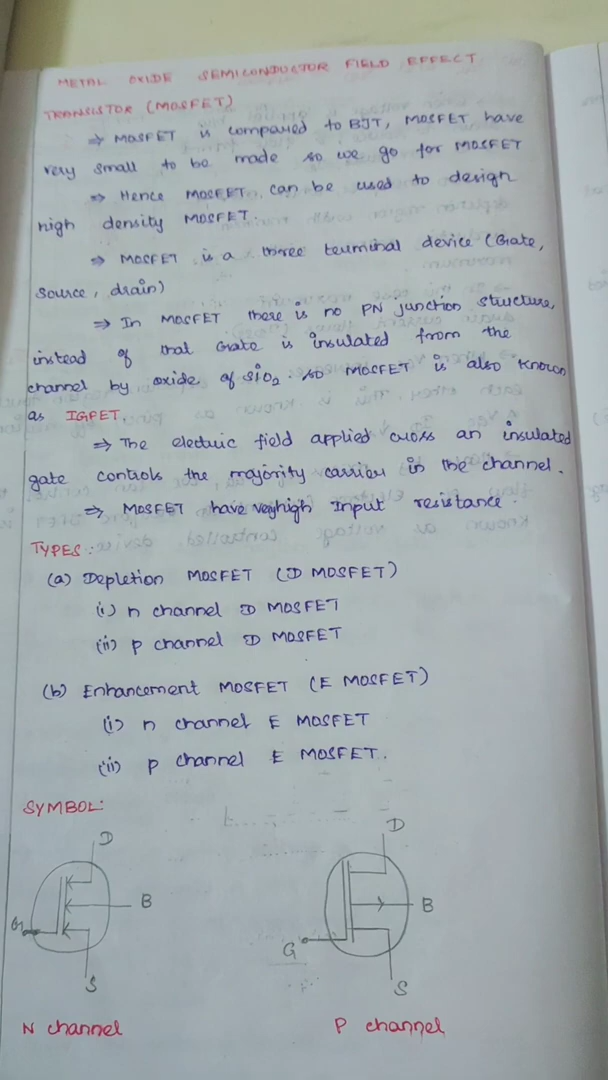 METAL OXIDE SEMICONDUCTOR FIELD EFFECT
TRANSISTOR (MOSFET)
⇒ MOSFET is compared to BJT, MOSFET have
very small to be made so we go for MOSFET
⇒ Hence MOSFET can be used to design
high density MOSFET.
⇒ MOSFET is a three terminal device (Gate,
Source, drain)
⇒ In MOSFET there is no PN junction structure,
instead of that Gate is insulated from the
channel by oxide of SiO2. so MOSFET is also known
as IGFET.
⇒ The electric field applied cross an insulated
gate controls the majority carrier in the channel.
⇒ MOSFET have very high Input resistance.
TYPES:
(a) Depletion MOSFET (D MOSFET)
(i) n channel D MOSFET
(ii) p channel D MOSFET
(b) Enhancement MOSFET (E MOSFET)
(i) n channel E MOSFET
(ii) p channel E MOSFET.
SYMBOL:
D D
G B G B
S S
N channel P channel